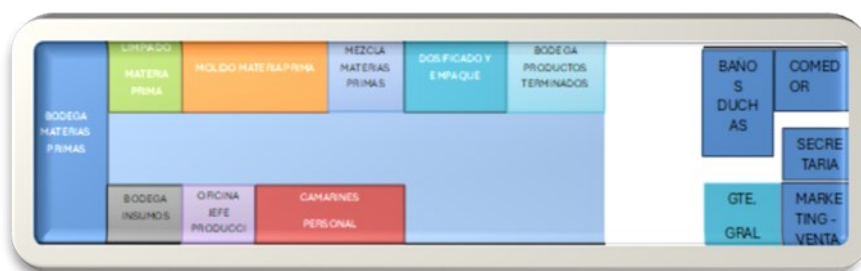 BODEGA
MATERIAS
PRIMAS
LIMPADO
MATERIA
PRIMA
MOLIDO MATERIA PRIMA
MEZCLA
MATERIAS
PRIMAS
DOSIFICADO Y
EMPAQUE
BODEGA
PRODUCTOS
TERMINADOS
BODEGA
INSUMOS
OFICINA
JEFE
PRODUCCI
CAMARINES
PERSONAL
BANO
S
DUCH
AS
COMED
OR
SECRE
TARIA
GTE.
GRAL
MARKE
TING -
VENTA